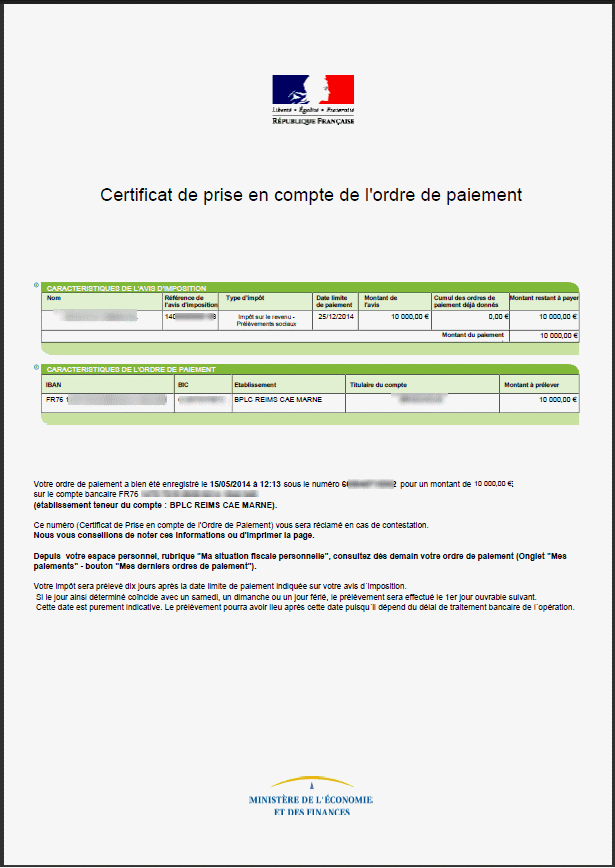 Liberté • Égalité • Fraternité
RÉPUBLIQUE FRANÇAISE
Certificat de prise en compte de l'ordre de paiement
CARACTERISTIQUES DE L'AVIS D'IMPOSITION
Nom Référence de l'avis d'imposition Type d'impôt Date limite de paiement Montant de l'avis Cumul des ordres de paiement déjà donnés Montant restant à payer
140 8 Impôt sur le revenu - Prélèvements sociaux 25/12/2014 10 000,00 € 0,00 € 10 000,00 €
Montant du paiement 10 000,00 €
CARACTERISTIQUES DE L'ORDRE DE PAIEMENT
IBAN BIC Etablissement Titulaire du compte Montant à prélever
FR76 1 BPLC REIMS CAE MARNE 10 000,00 €
Votre ordre de paiement a bien été enregistré le 15/05/2014 à 12:13 sous le numéro pour un montant de 10 000,00 €;
sur le compte bancaire FR76
(établissement teneur du compte : BPLC REIMS CAE MARNE).
Ce numéro (Certificat de Prise en compte de l'Ordre de Paiement) vous sera réclamé en cas de contestation.
Nous vous conseillons de noter ces informations ou d'imprimer la page.
Depuis votre espace personnel, rubrique "Ma situation fiscale personnelle", consultez dès demain votre ordre de paiement (Onglet "Mes
paiements" - bouton "Mes derniers ordres de paiement").
Votre impôt sera prélevé dix jours après la date limite de paiement indiquée sur votre avis d´imposition.
Si le jour ainsi déterminé coïncide avec un samedi, un dimanche ou un jour férié, le prélèvement sera effectué le 1er jour ouvrable suivant.
Cette date est purement indicative. Le prélèvement pourra avoir lieu après cette date puisqu´il dépend du délai de traitement bancaire de l´opération.
MINISTÈRE DE L'ÉCONOMIE
ET DES FINANCES